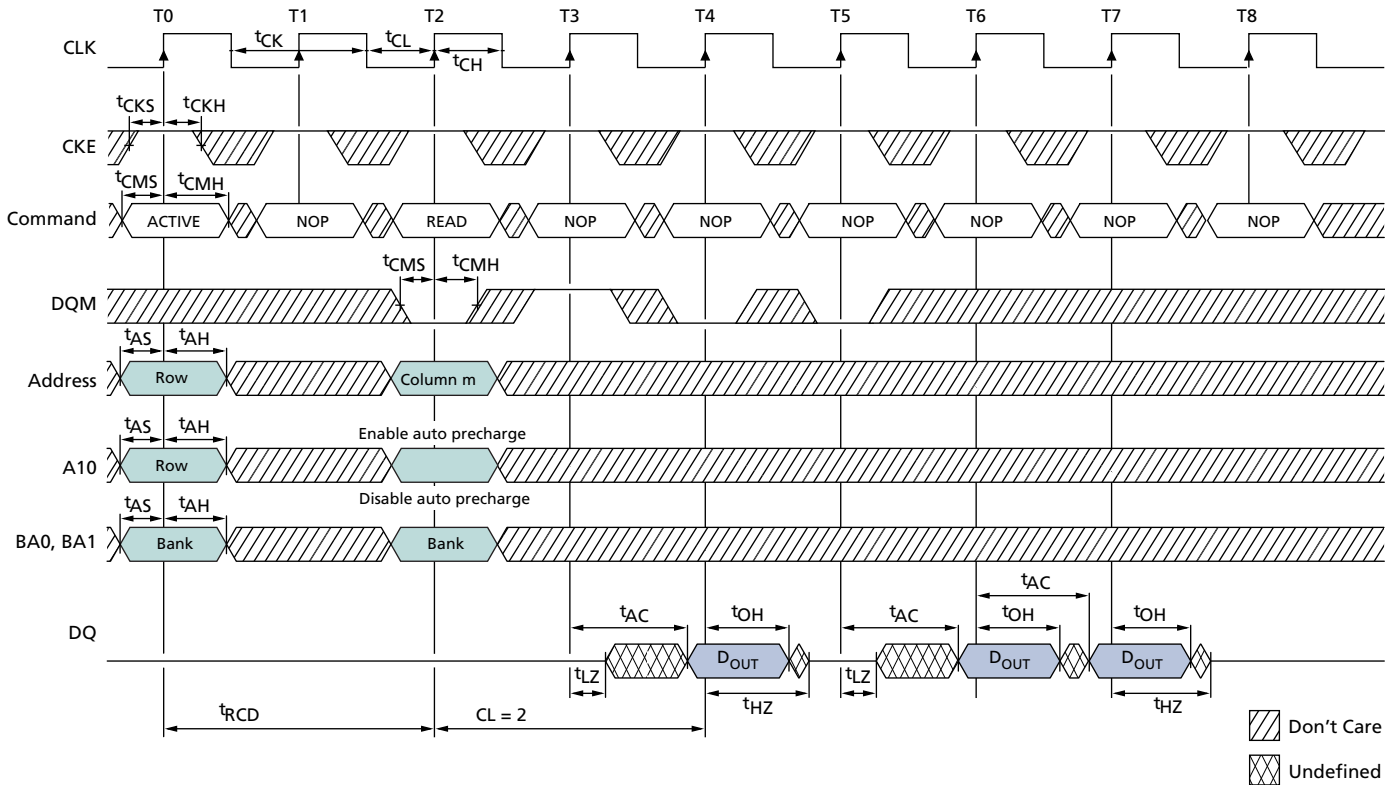 T0 T1 T2 T3 T4 T5 T6 T7 T8
CLK
tCK tCL
tCH
tCKS tCKH
CKE
tCMS tCMH
Command ACTIVE NOP READ NOP NOP NOP NOP NOP NOP
tCMS tCMH
DQM
tAS tAH
Address Row Column m
tAS tAH Enable auto precharge
A10 Row
tAS tAH Disable auto precharge
BA0, BA1 Bank Bank
tAC
tAC tOH tAC tOH tOH
DQ DOUT DOUT DOUT
tLZ tLZ
tHZ tHZ
tRCD CL = 2
Don't Care
Undefined